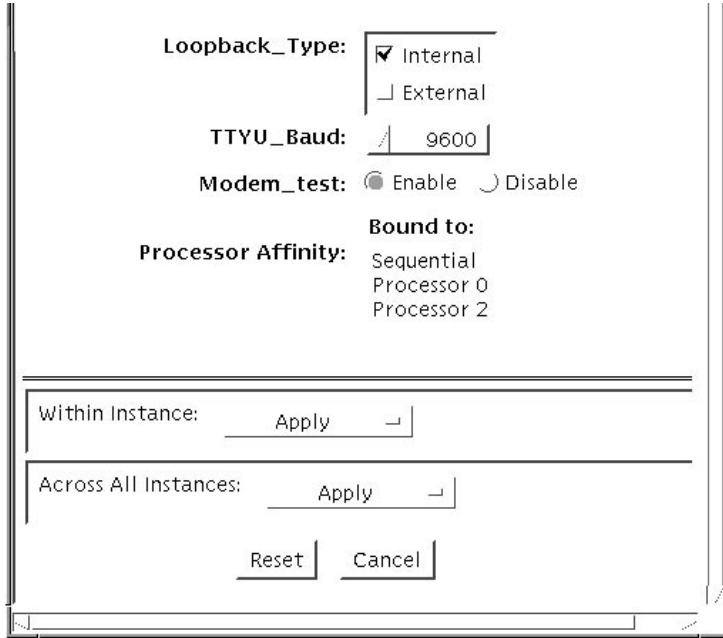 Loopback_Type: Internal
External
TTYU_Baud: 9600
Modem_test: Enable Disable
Bound to:
Processor Affinity:
Sequential
Processor 0
Processor 2
Within Instance: Apply
Across All Instances: Apply
Reset Cancel